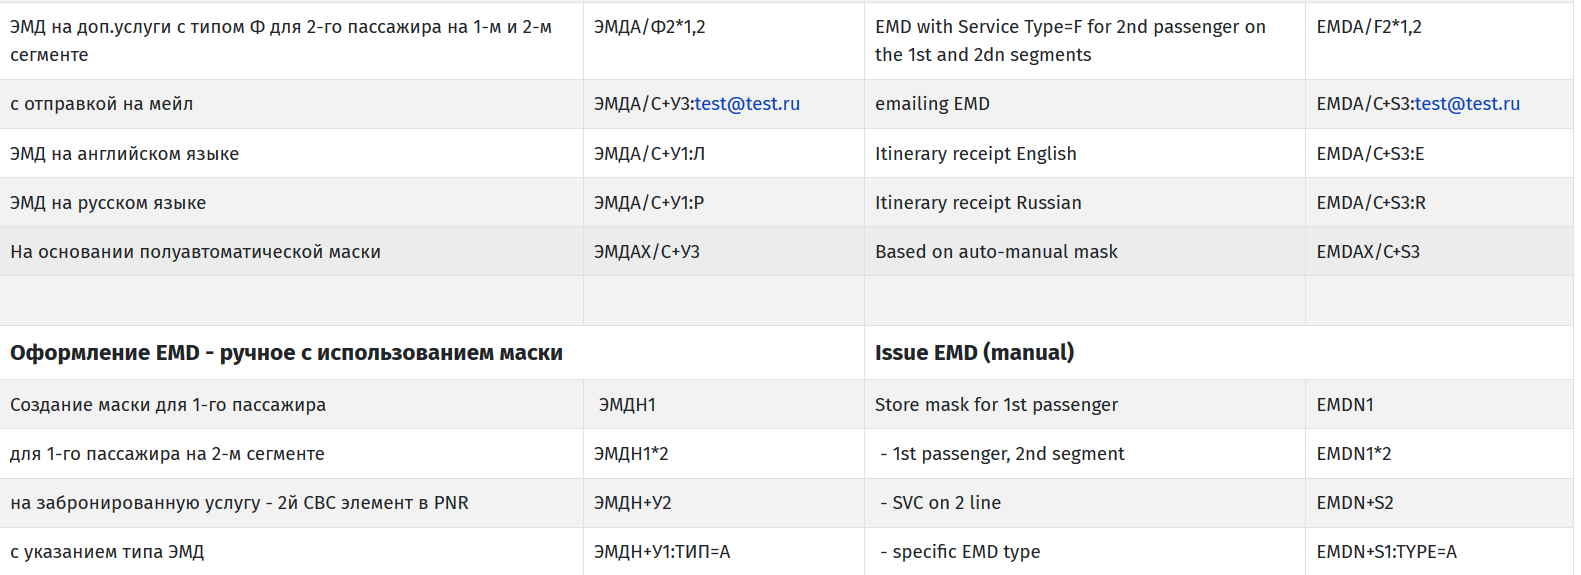 ЭМД на доп.услуги с типом Ф для 2-го пассажира на 1-м и 2-м сегменте ЭМДА/Ф2*1,2 EMD with Service Type=F for 2nd passenger on the 1st and 2dn segments EMDA/F2*1,2
с отправкой на мейл ЭМДА/С+У3:test@test.ru emailing EMD EMDA/C+S3:test@test.ru
ЭМД на английском языке ЭМДА/С+У1:Л Itinerary receipt English EMDA/C+S3:E
ЭМД на русском языке ЭМДА/С+У1:Р Itinerary receipt Russian EMDA/C+S3:R
На основании полуавтоматической маски ЭМДАХ/С+У3 Based on auto-manual mask EMDAX/C+S3
Оформление EMD - ручное с использованием маски Issue EMD (manual)
Создание маски для 1-го пассажира ЭМДН1 Store mask for 1st passenger EMDN1
для 1-го пассажира на 2-м сегменте ЭМДН1*2 - 1st passenger, 2nd segment EMDN1*2
на забронированную услугу - 2й СВС элемент в PNR ЭМДН+У2 - SVC on 2 line EMDN+S2
с указанием типа ЭМД ЭМДН+У1:ТИП=А - specific EMD type EMDN+S1:TYPE=A